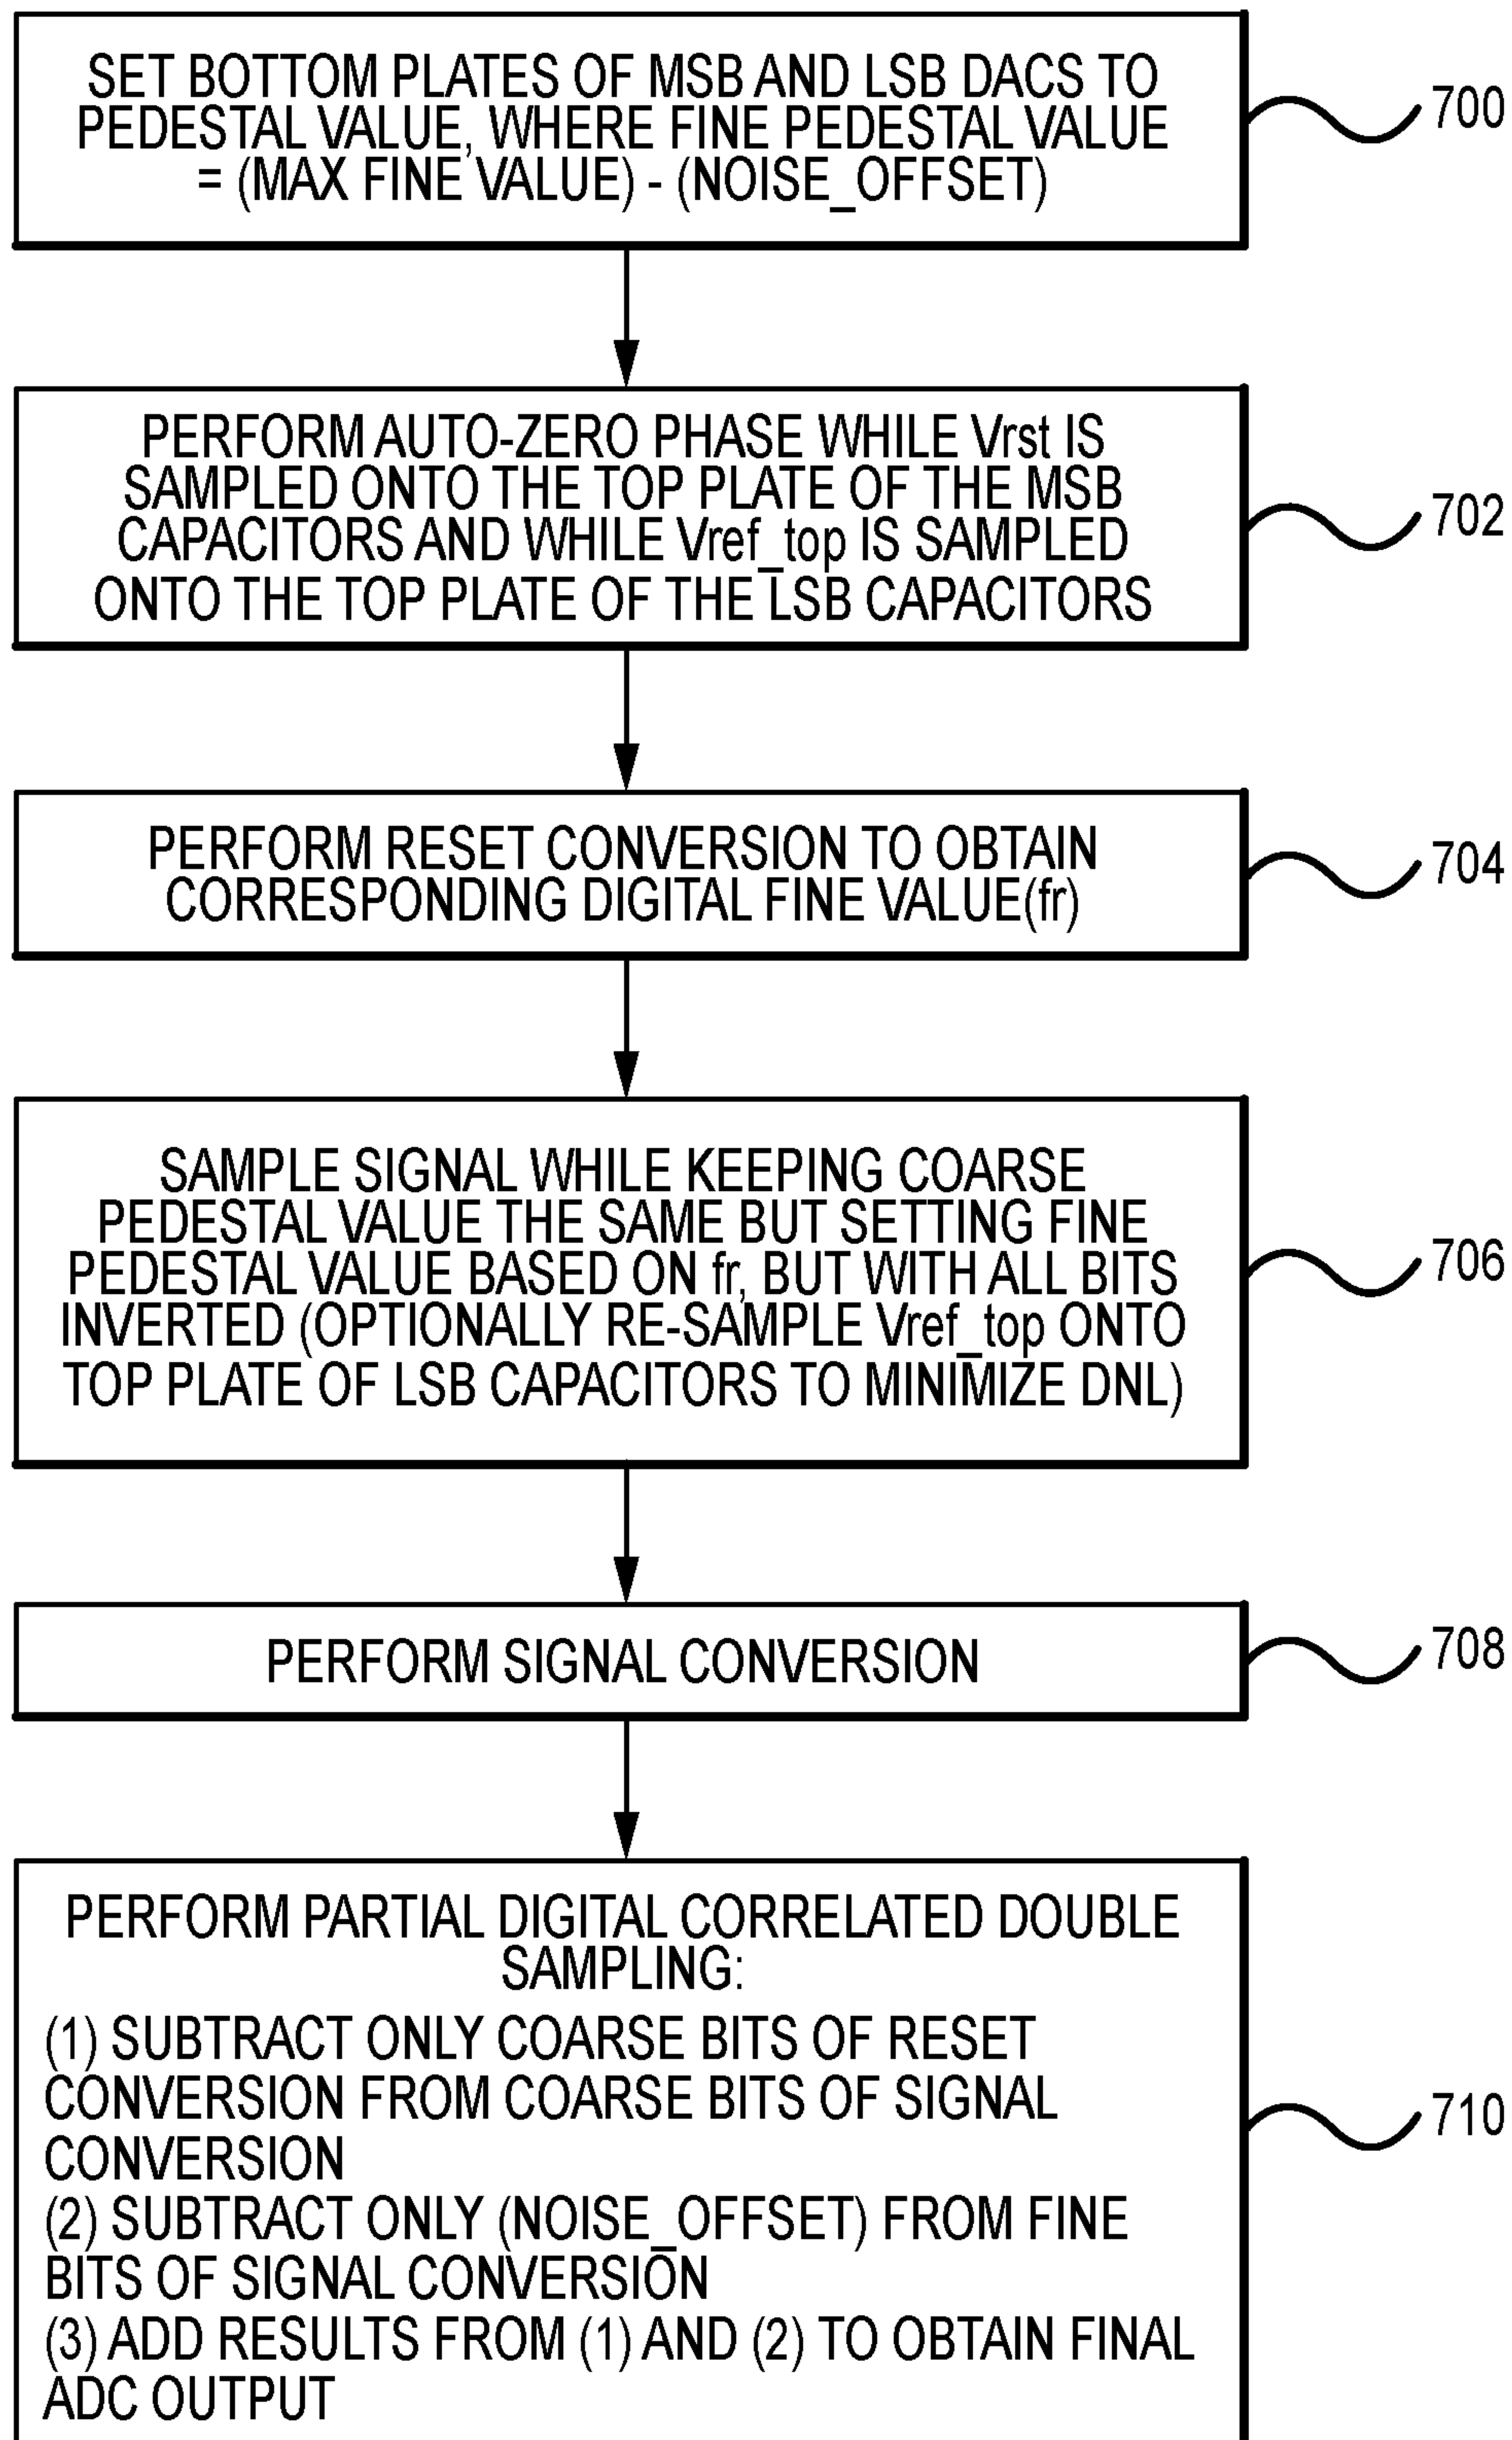 SET BOTTOM PLATES OF MSB AND LSB DACS TO
PEDESTAL VALUE, WHERE FINE PEDESTAL VALUE
= (MAX FINE VALUE) - (NOISE_OFFSET)
700
PERFORM AUTO-ZERO PHASE WHILE Vrst IS
SAMPLED ONTO THE TOP PLATE OF THE MSB
CAPACITORS AND WHILE Vref_top IS SAMPLED
ONTO THE TOP PLATE OF THE LSB CAPACITORS
702
PERFORM RESET CONVERSION TO OBTAIN
CORRESPONDING DIGITAL FINE VALUE(fr)
704
SAMPLE SIGNAL WHILE KEEPING COARSE
PEDESTAL VALUE THE SAME BUT SETTING FINE
PEDESTAL VALUE BASED ON fr, BUT WITH ALL BITS
INVERTED (OPTIONALLY RE-SAMPLE Vref_top ONTO
TOP PLATE OF LSB CAPACITORS TO MINIMIZE DNL)
706
PERFORM SIGNAL CONVERSION
708
PERFORM PARTIAL DIGITAL CORRELATED DOUBLE
SAMPLING:
(1) SUBTRACT ONLY COARSE BITS OF RESET
CONVERSION FROM COARSE BITS OF SIGNAL
CONVERSION
(2) SUBTRACT ONLY (NOISE_OFFSET) FROM FINE
BITS OF SIGNAL CONVERSION
(3) ADD RESULTS FROM (1) AND (2) TO OBTAIN FINAL
ADC OUTPUT
710